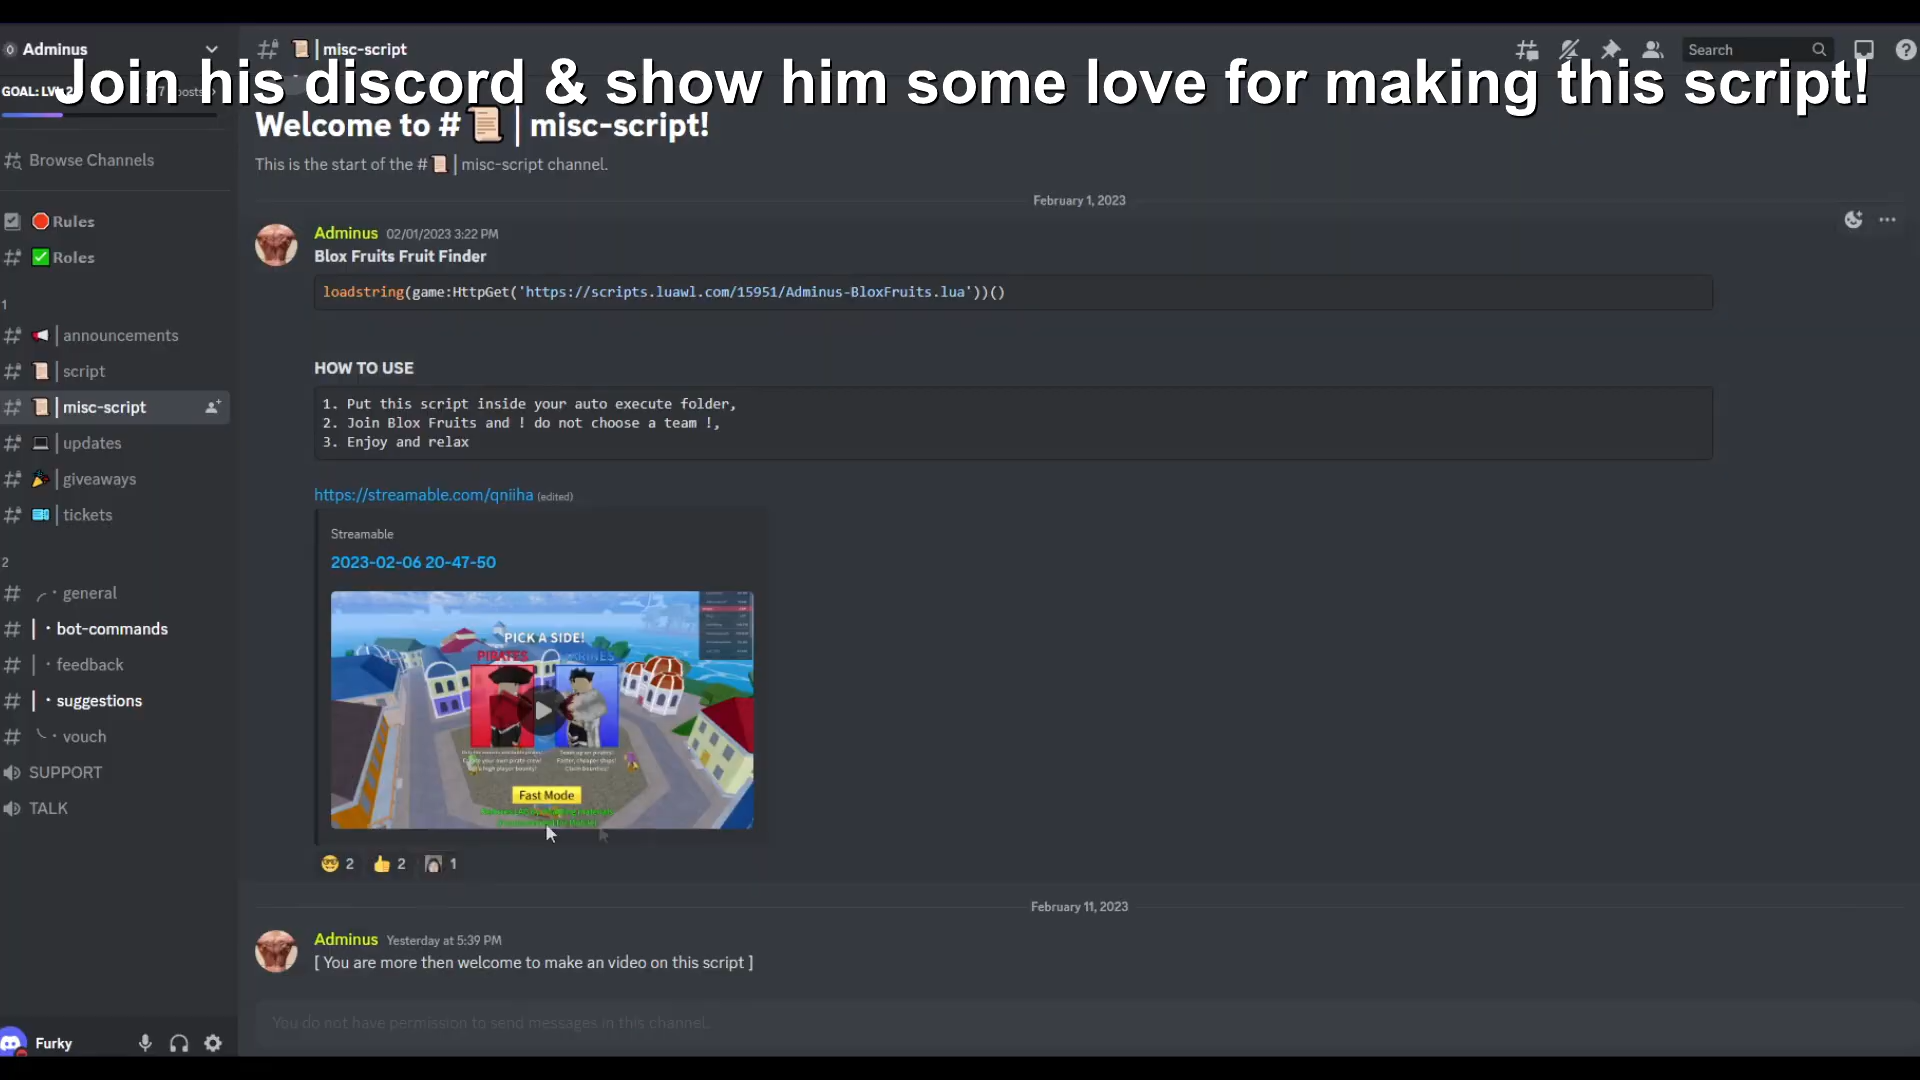 Adminus
misc-script
Search
Join his discord & show him some love for making this script!
GOAL: LVL 2
Welcome to # | misc-script!
This is the start of the # | misc-script channel.
Browse Channels
Rules
Roles
1
announcements
script
misc-script
updates
giveaways
tickets
2
general
bot-commands
feedback
suggestions
vouch
SUPPORT
TALK
Furky
February 1, 2023
Adminus 02/01/2023 3:22 PM
Blox Fruits Fruit Finder
loadstring(game:HttpGet('https://scripts.luawl.com/15951/Adminus-BloxFruits.lua'))()
HOW TO USE
1. Put this script inside your auto execute folder,
2. Join Blox Fruits and ! do not choose a team !,
3. Enjoy and relax
https://streamable.com/qniiha (edited)
Streamable
2023-02-06 20-47-50
PICK A SIDE!
PIRATES
Fast Mode
2 2 1
February 11, 2023
Adminus Yesterday at 5:39 PM
[ You are more then welcome to make an video on this script ]
You do not have permission to send messages in this channel.